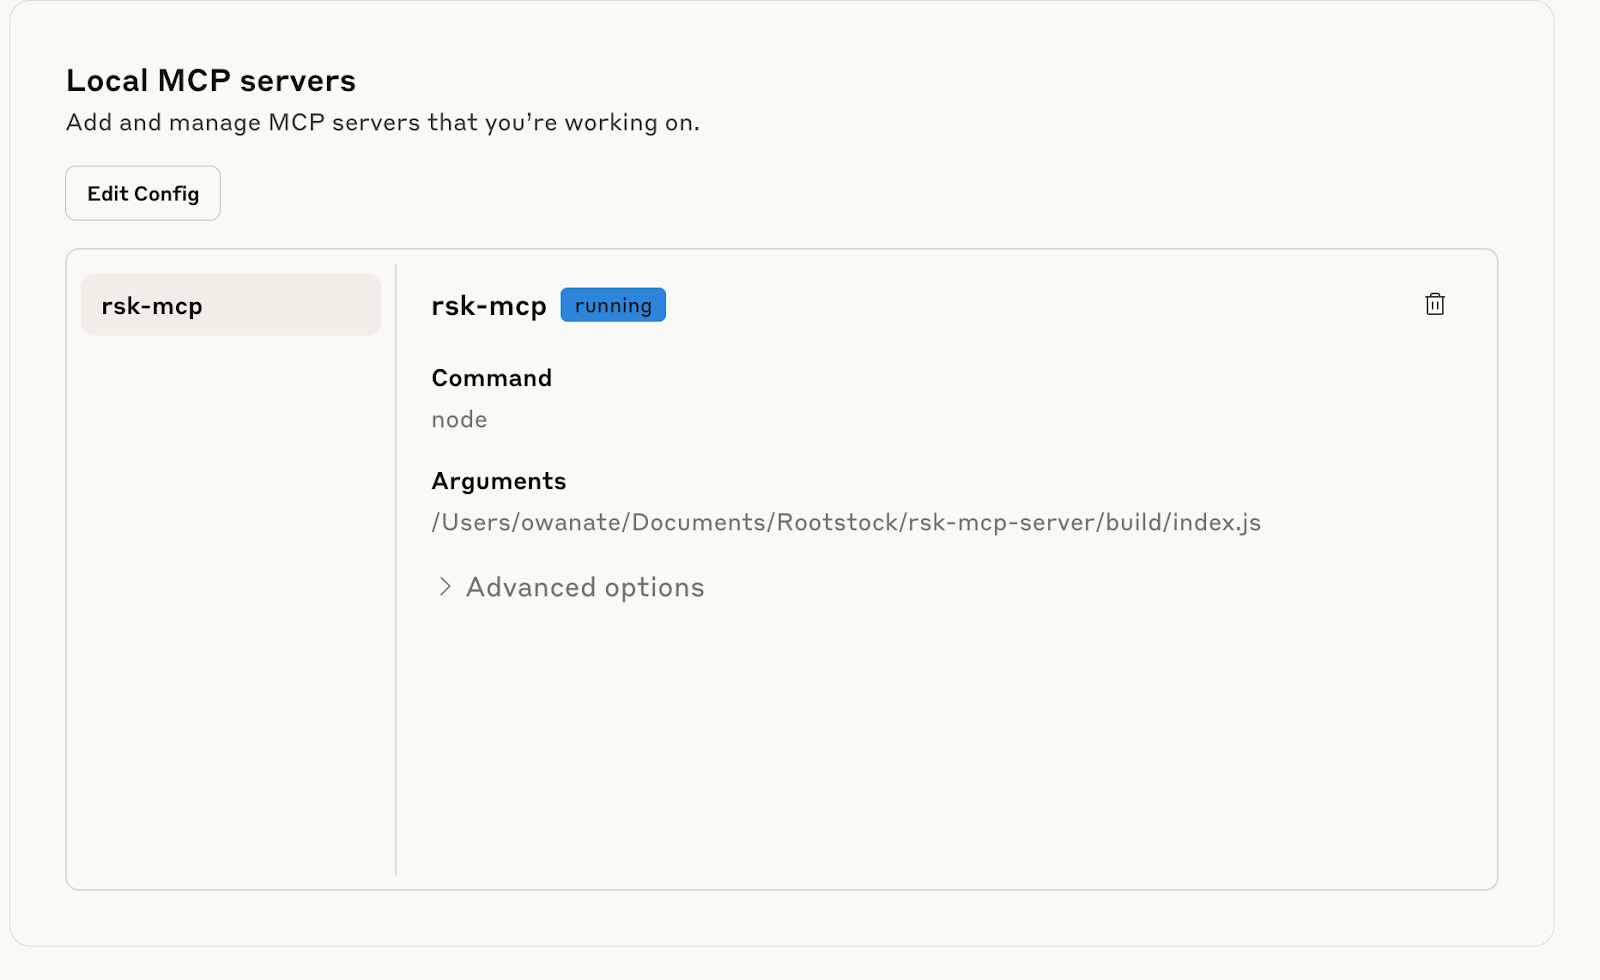 Local MCP servers
Add and manage MCP servers that you’re working on.
Edit Config
rsk-mcp
rsk-mcp running
Command
node
Arguments
/Users/owanate/Documents/Rootstock/rsk-mcp-server/build/index.js
Advanced options